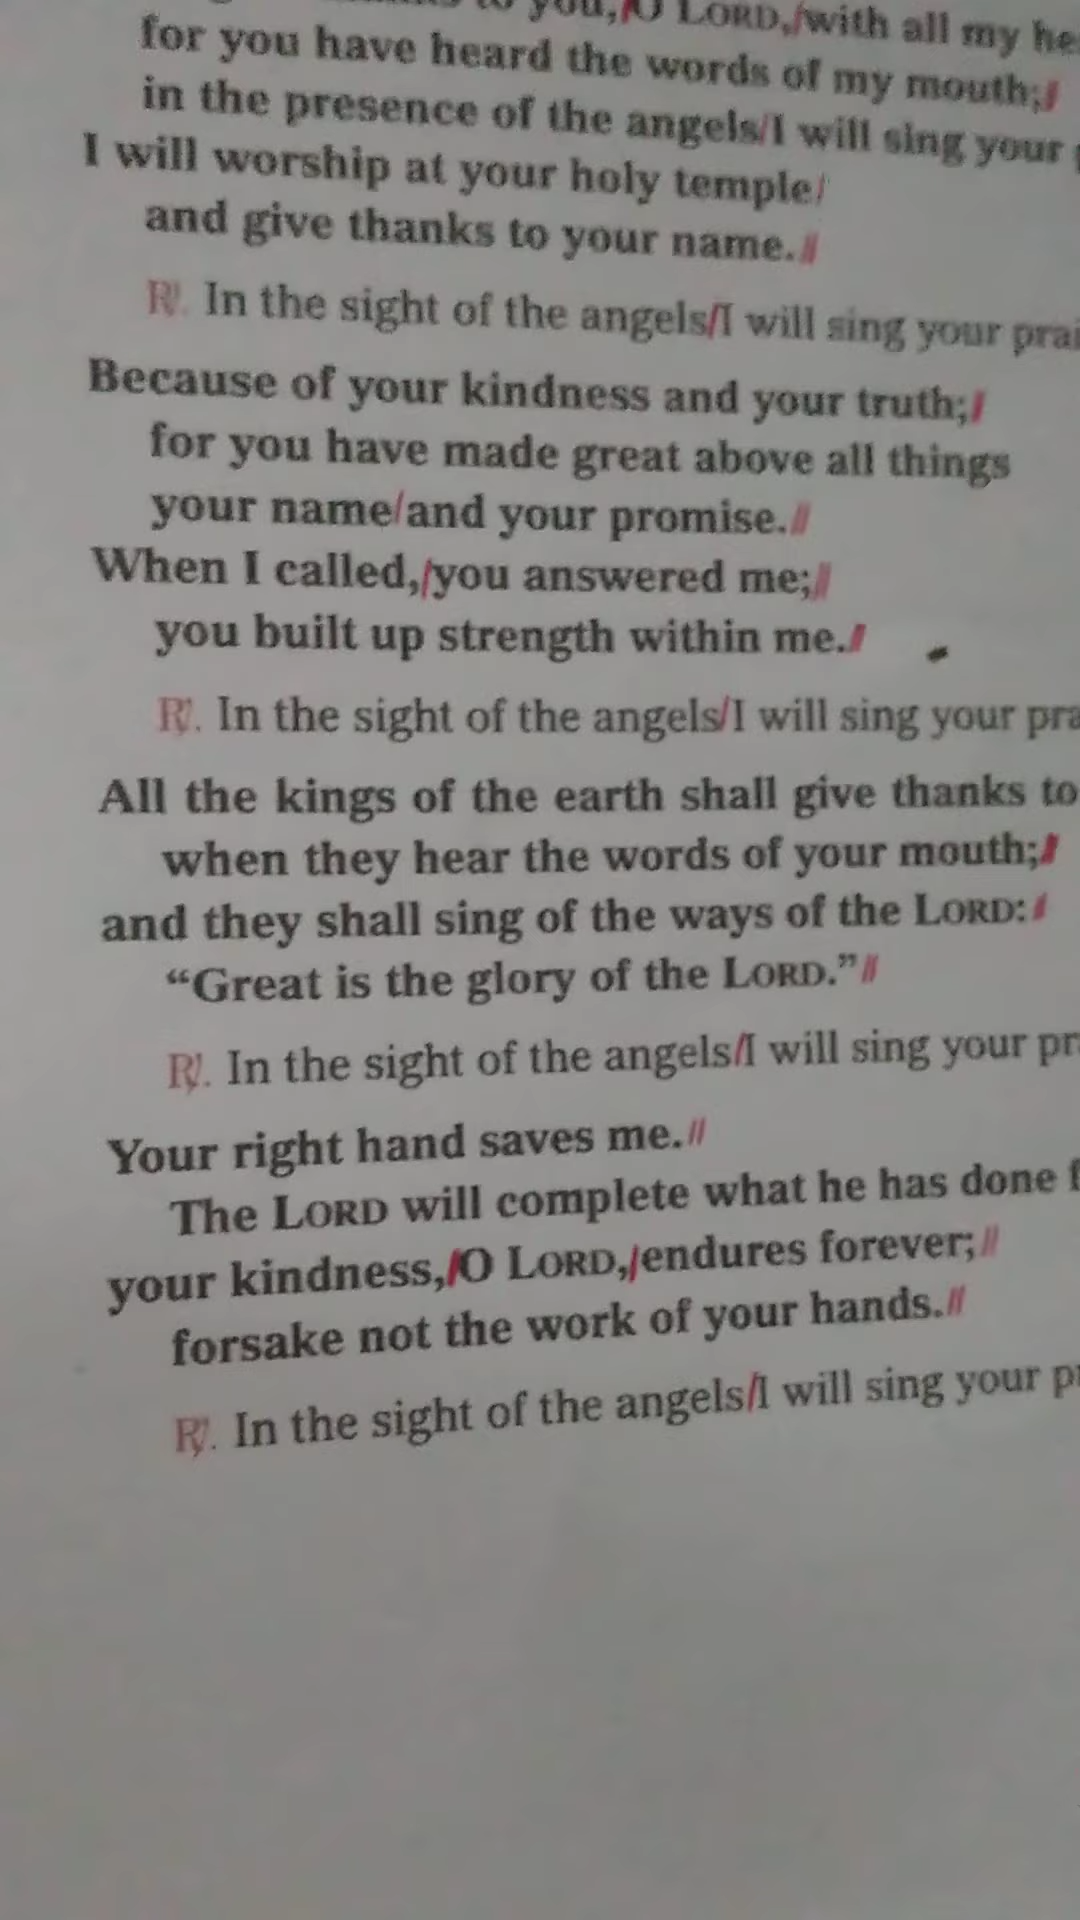 you, / O LORD, / with all my
for you have heard the words of my mouth; //
in the presence of the angels / I will sing your
I will worship at your holy temple /
and give thanks to your name. //
℟. In the sight of the angels / I will sing your
Because of your kindness and your truth; /
for you have made great above all things
your name / and your promise. //
When I called, / you answered me; //
you built up strength within me. //
℟. In the sight of the angels / I will sing your
All the kings of the earth shall give thanks to
when they hear the words of your mouth; //
and they shall sing of the ways of the LORD: /
“Great is the glory of the LORD.” //
℟. In the sight of the angels / I will sing your
Your right hand saves me. //
The LORD will complete what he has done
your kindness, / O LORD, / endures forever; //
forsake not the work of your hands. //
℟. In the sight of the angels / I will sing your